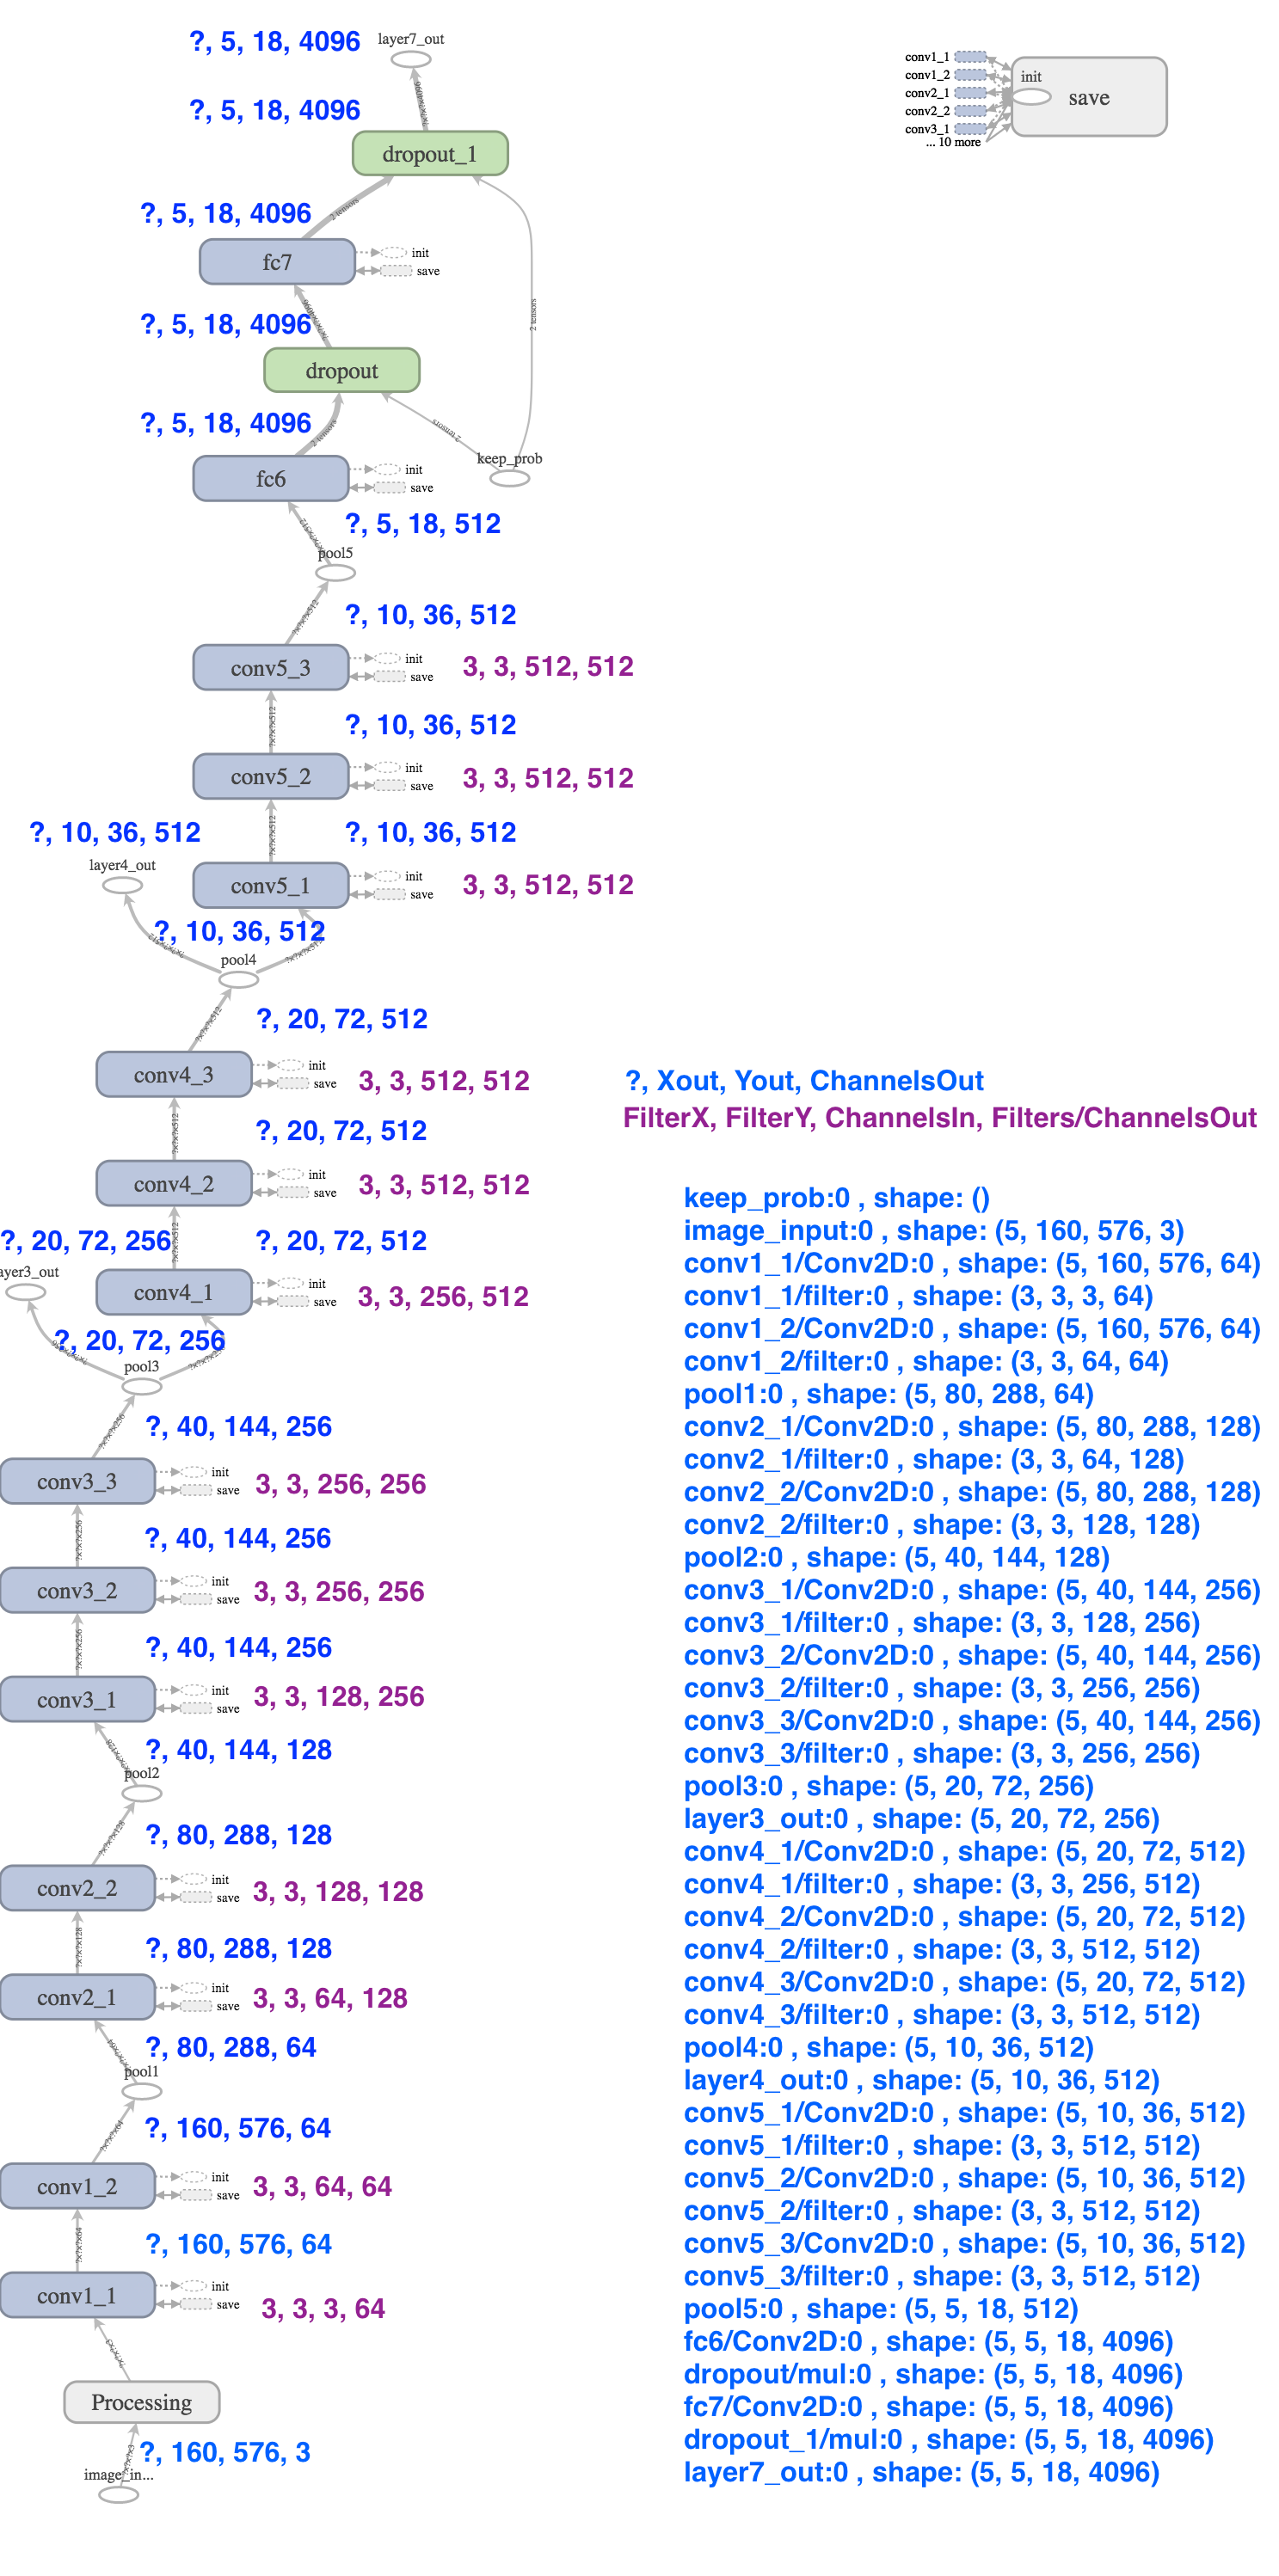 ?, 5, 18, 4096
layer7_out
conv1_1
conv1_2
conv2_1
conv2_2
conv3_1
... 10 more
init
save
?, 5, 18, 4096
dropout_1
?, 5, 18, 4096
2 tensors
fc7
init
save
2 tensors
?, 5, 18, 4096
dropout
?, 5, 18, 4096
2 tensors
2 tensors
keep_prob
fc6
init
save
?, 5, 18, 512
pool5
?, 10, 36, 512
?x?x?x512
conv5_3
init
save
3, 3, 512, 512
?, 10, 36, 512
?x?x?x512
conv5_2
init
save
3, 3, 512, 512
?, 10, 36, 512
?, 10, 36, 512
?x?x?x512
layer4_out
conv5_1
init
save
3, 3, 512, 512
?, 10, 36, 512
pool4
?, 20, 72, 512
?x?x?x512
conv4_3
init
save
3, 3, 512, 512
?, 20, 72, 512
?x?x?x512
conv4_2
init
save
3, 3, 512, 512
?, 20, 72, 256
?, 20, 72, 512
?x?x?x512
ayer3_out
conv4_1
init
save
3, 3, 256, 512
?, 20, 72, 256
pool3
?, 40, 144, 256
?x?x?x256
conv3_3
init
save
3, 3, 256, 256
?, 40, 144, 256
?x?x?x256
conv3_2
init
save
3, 3, 256, 256
?, 40, 144, 256
?x?x?x256
conv3_1
init
save
3, 3, 128, 256
?, 40, 144, 128
pool2
?, 80, 288, 128
?x?x?x128
conv2_2
init
save
3, 3, 128, 128
?, 80, 288, 128
?x?x?x128
conv2_1
init
save
3, 3, 64, 128
?, 80, 288, 64
pool1
?, 160, 576, 64
?x?x?x64
conv1_2
init
save
3, 3, 64, 64
?, 160, 576, 64
?x?x?x64
conv1_1
init
save
3, 3, 3, 64
?x?x?x3
Processing
?, 160, 576, 3
?x?x?x3
image_in...
?, Xout, Yout, ChannelsOut
FilterX, FilterY, ChannelsIn, Filters/ChannelsOut
keep_prob:0 , shape: ()
image_input:0 , shape: (5, 160, 576, 3)
conv1_1/Conv2D:0 , shape: (5, 160, 576, 64)
conv1_1/filter:0 , shape: (3, 3, 3, 64)
conv1_2/Conv2D:0 , shape: (5, 160, 576, 64)
conv1_2/filter:0 , shape: (3, 3, 64, 64)
pool1:0 , shape: (5, 80, 288, 64)
conv2_1/Conv2D:0 , shape: (5, 80, 288, 128)
conv2_1/filter:0 , shape: (3, 3, 64, 128)
conv2_2/Conv2D:0 , shape: (5, 80, 288, 128)
conv2_2/filter:0 , shape: (3, 3, 128, 128)
pool2:0 , shape: (5, 40, 144, 128)
conv3_1/Conv2D:0 , shape: (5, 40, 144, 256)
conv3_1/filter:0 , shape: (3, 3, 128, 256)
conv3_2/Conv2D:0 , shape: (5, 40, 144, 256)
conv3_2/filter:0 , shape: (3, 3, 256, 256)
conv3_3/Conv2D:0 , shape: (5, 40, 144, 256)
conv3_3/filter:0 , shape: (3, 3, 256, 256)
pool3:0 , shape: (5, 20, 72, 256)
layer3_out:0 , shape: (5, 20, 72, 256)
conv4_1/Conv2D:0 , shape: (5, 20, 72, 512)
conv4_1/filter:0 , shape: (3, 3, 256, 512)
conv4_2/Conv2D:0 , shape: (5, 20, 72, 512)
conv4_2/filter:0 , shape: (3, 3, 512, 512)
conv4_3/Conv2D:0 , shape: (5, 20, 72, 512)
conv4_3/filter:0 , shape: (3, 3, 512, 512)
pool4:0 , shape: (5, 10, 36, 512)
layer4_out:0 , shape: (5, 10, 36, 512)
conv5_1/Conv2D:0 , shape: (5, 10, 36, 512)
conv5_1/filter:0 , shape: (3, 3, 512, 512)
conv5_2/Conv2D:0 , shape: (5, 10, 36, 512)
conv5_2/filter:0 , shape: (3, 3, 512, 512)
conv5_3/Conv2D:0 , shape: (5, 10, 36, 512)
conv5_3/filter:0 , shape: (3, 3, 512, 512)
pool5:0 , shape: (5, 5, 18, 512)
fc6/Conv2D:0 , shape: (5, 5, 18, 4096)
dropout/mul:0 , shape: (5, 5, 18, 4096)
fc7/Conv2D:0 , shape: (5, 5, 18, 4096)
dropout_1/mul:0 , shape: (5, 5, 18, 4096)
layer7_out:0 , shape: (5, 5, 18, 4096)